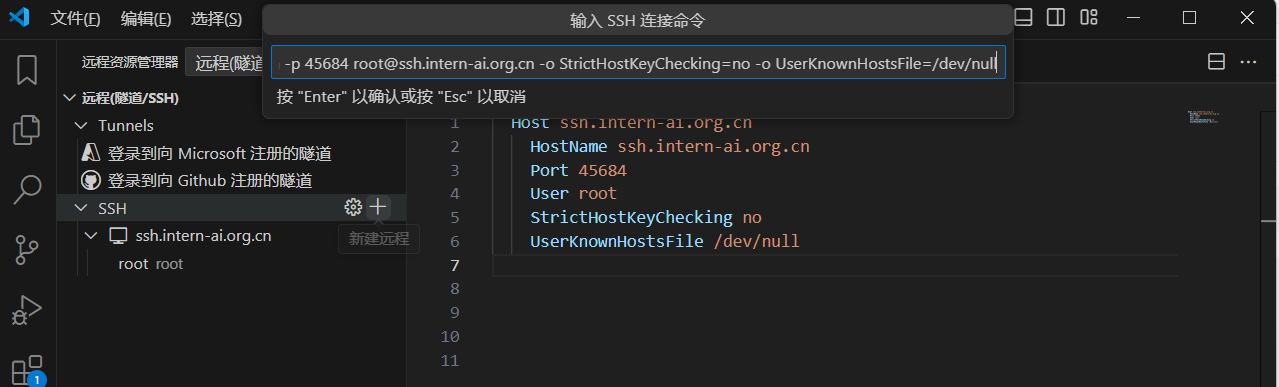 文件(F) 编辑(E) 选择(S)
输入 SSH 连接命令
-p 45684 root@ssh.intern-ai.org.cn -o StrictHostKeyChecking=no -o UserKnownHostsFile=/dev/null
按 "Enter" 以确认或按 "Esc" 以取消
远程资源管理器 远程(隧道
远程(隧道/SSH)
Tunnels
登录到向 Microsoft 注册的隧道
登录到向 Github 注册的隧道
SSH
新建远程
ssh.intern-ai.org.cn
root root
1
1 Host ssh.intern-ai.org.cn
2 HostName ssh.intern-ai.org.cn
3 Port 45684
4 User root
5 StrictHostKeyChecking no
6 UserKnownHostsFile /dev/null
7
8
9
10
11